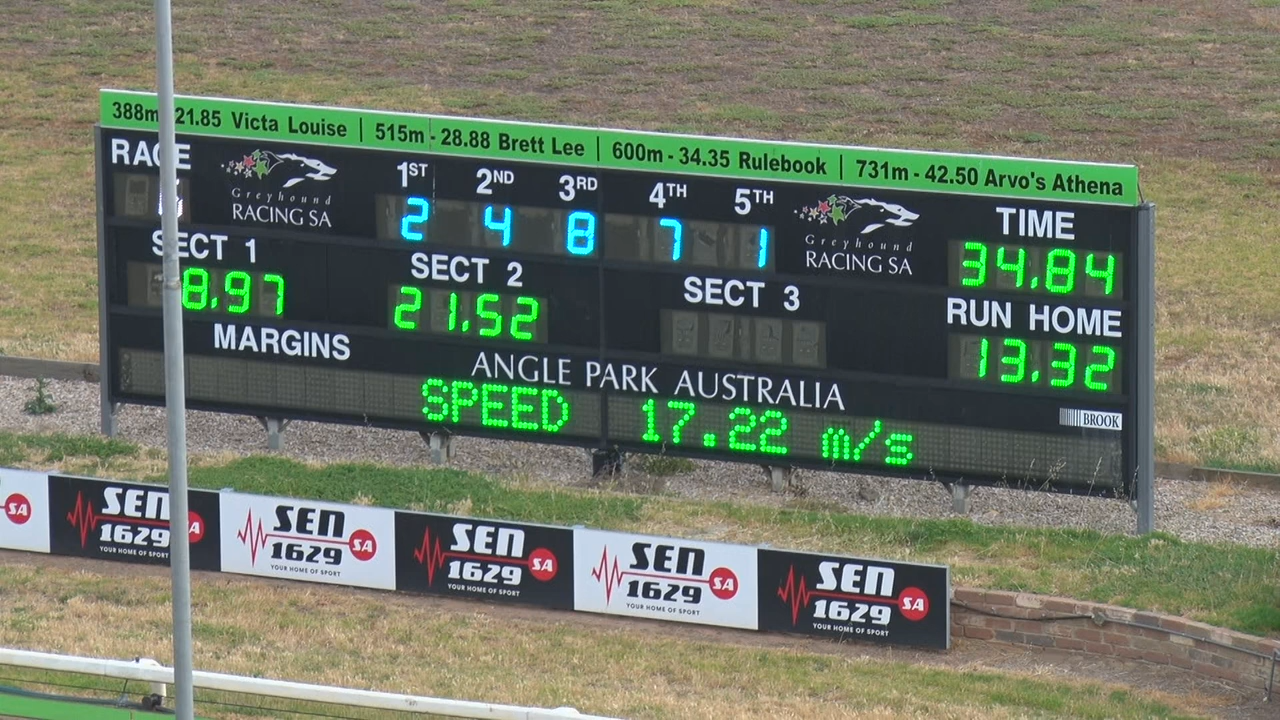 388m - 21.85 Victa Louise | 515m - 28.88 Brett Lee | 600m - 34.35 Rulebook | 731m - 42.50 Arvo's Athena
RACE
Greyhound
RACING SA
1ST 2ND 3RD 4TH 5TH
2 4 8 7 1
Greyhound
RACING SA
TIME
34.84
SECT 1
8.97
SECT 2
21.52
SECT 3
RUN HOME
13.32
MARGINS
ANGLE PARK AUSTRALIA
SPEED 17.22 m/s
BROOK
SA
SEN
1629
SA
YOUR HOME OF SPORT
SEN
1629
SA
YOUR HOME OF SPORT
SEN
1629
SA
YOUR HOME OF SPORT
SEN
1629
SA
YOUR HOME OF SPORT
SEN
1629
SA
YOUR HOME OF SPORT